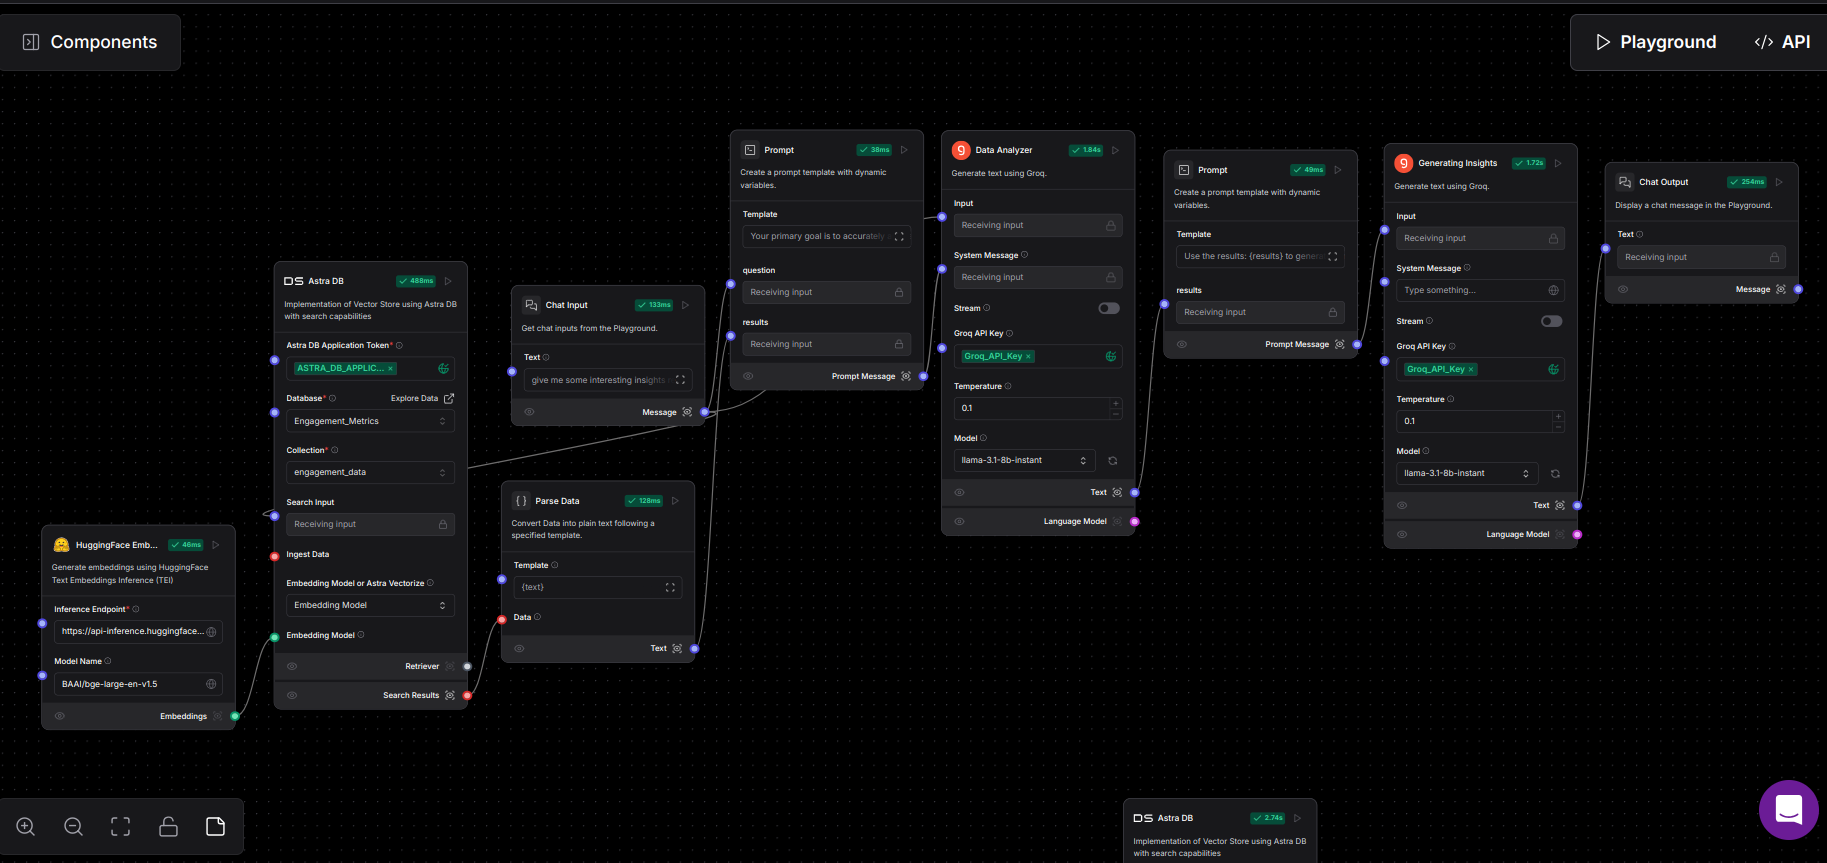 Components
Playground
API
HuggingFace Emb...
46ms
Generate embeddings using HuggingFace
Text Embeddings Inference (TEI)
Inference Endpoint*
https://api-inference.huggingface...
Model Name
BAAI/bge-large-en-v1.5
Embeddings
DS Astra DB
488ms
Implementation of Vector Store using Astra DB
with search capabilities
Astra DB Application Token*
ASTRA_DB_APPLIC... ×
Database*
Explore Data
Engagement_Metrics
Collection*
engagement_data
Search Input
Receiving input
Ingest Data
Embedding Model or Astra Vectorize
Embedding Model
Embedding Model
Retriever
Search Results
Chat Input
133ms
Get chat inputs from the Playground.
Text
give me some interesting insights
Message
Parse Data
128ms
Convert Data into plain text following a
specified template.
Template
{text}
Data
Text
Prompt
38ms
Create a prompt template with dynamic
variables.
Template
Your primary goal is to accurately
question
Receiving input
results
Receiving input
Prompt Message
Data Analyzer
1.84s
Generate text using Groq.
Input
Receiving input
System Message
Receiving input
Stream
Groq API Key
Groq_API_Key ×
Temperature
0.1
Model
llama-3.1-8b-instant
Text
Language Model
Prompt
49ms
Create a prompt template with dynamic
variables.
Template
Use the results: {results} to gener
results
Receiving input
Prompt Message
Generating Insights
1.72s
Generate text using Groq.
Input
Receiving input
System Message
Type something...
Stream
Groq API Key
Groq_API_Key ×
Temperature
0.1
Model
llama-3.1-8b-instant
Text
Language Model
Chat Output
254ms
Display a chat message in the Playground.
Text
Receiving input
Message
DS Astra DB
2.74s
Implementation of Vector Store using Astra DB
with search capabilities